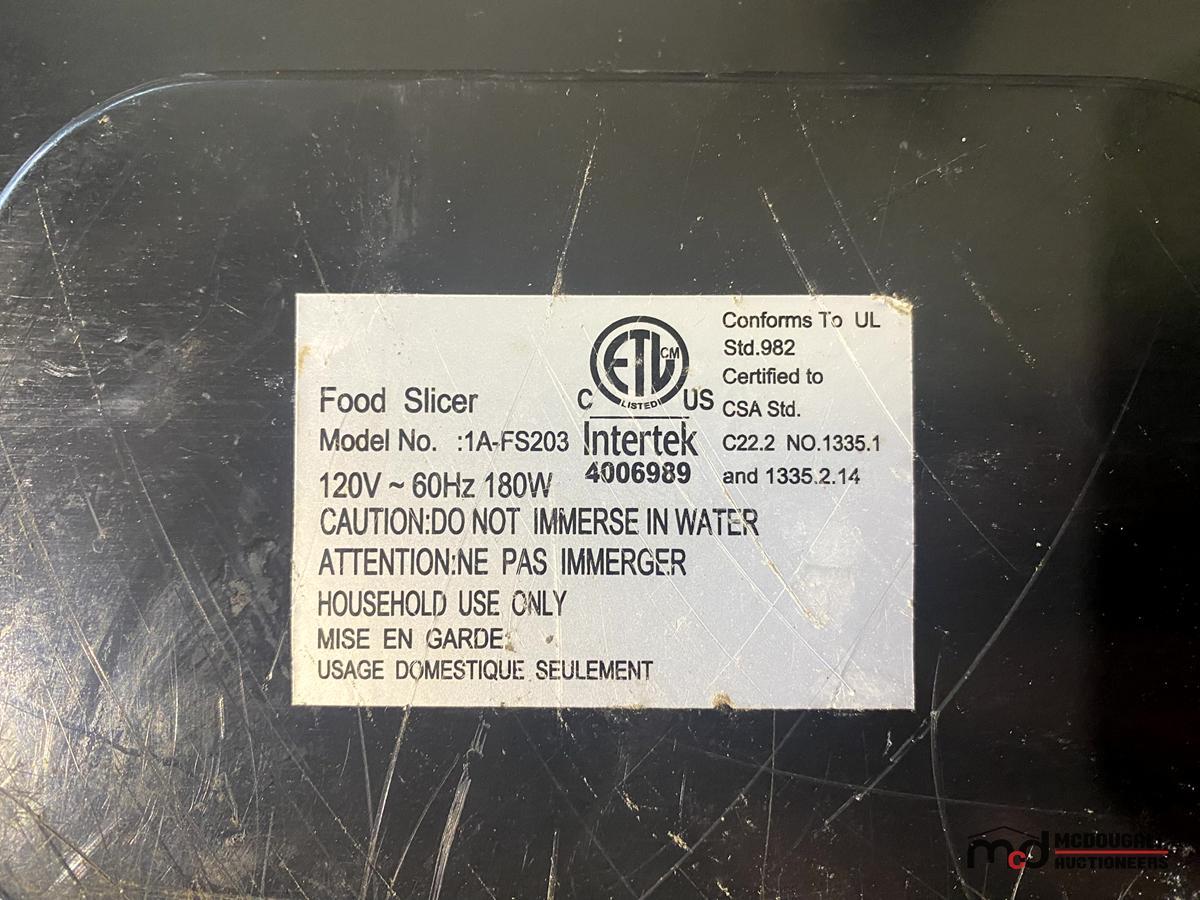 Food Slicer
Model No. :1A-FS203
120V ~ 60Hz 180W
ETL CM
LISTED
C US
Intertek
4006989
Conforms To UL
Std.982
Certified to
CSA Std.
C22.2 NO.1335.1
and 1335.2.14
CAUTION:DO NOT IMMERSE IN WATER
ATTENTION:NE PAS IMMERGER
HOUSEHOLD USE ONLY
MISE EN GARDE:
USAGE DOMESTIQUE SEULEMENT
mcd MCDOUGALL
AUCTIONEERS